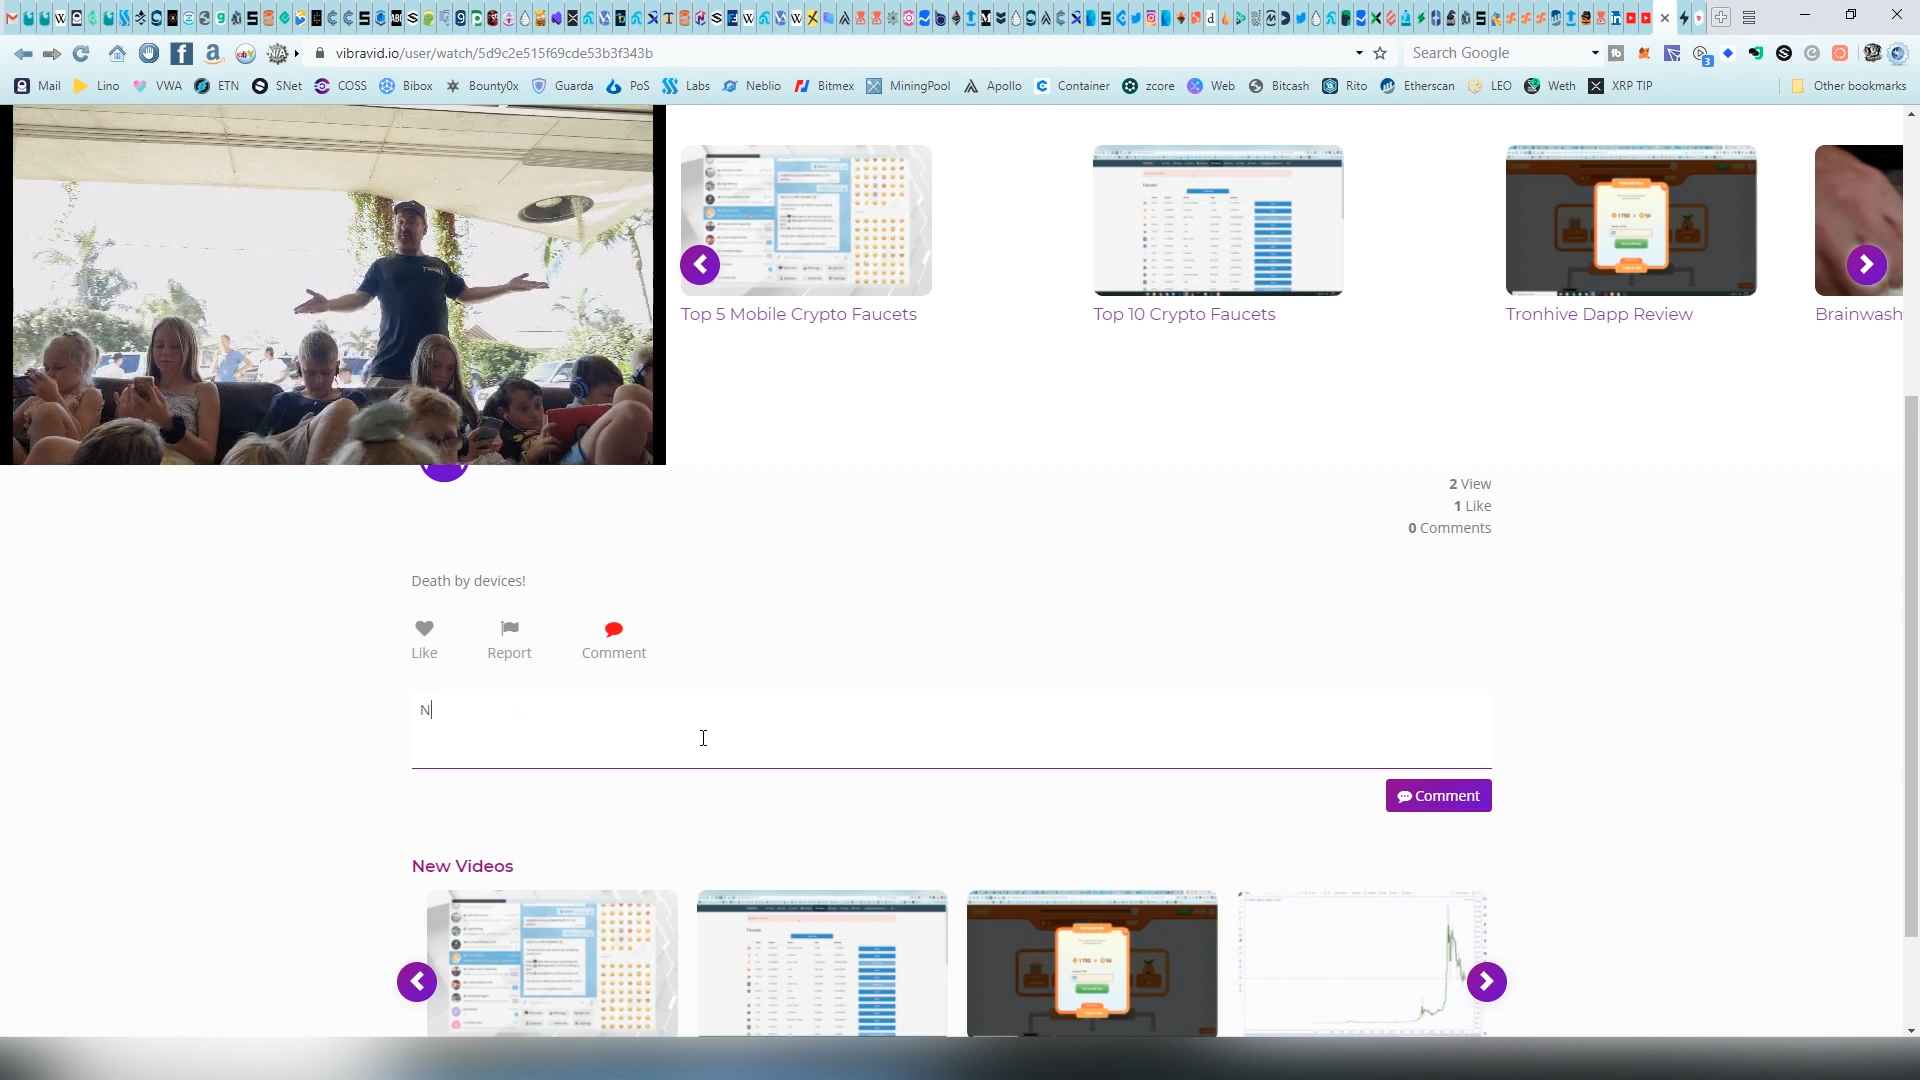 vibravid.io/user/watch/5d9c2e515f69cde53b3f343b
Search Google
Mail Lino VWA ETN SNet COSS Bibox Bounty0x Guarda PoS Labs Neblio Bitmex MiningPool Apollo Container zcore Web Bitcash Rito Etherscan LEO Weth XRP TIP Other bookmarks
Top 5 Mobile Crypto Faucets
Top 10 Crypto Faucets
Tronhive Dapp Review
Brainwash
2 View
1 Like
0 Comments
Death by devices!
Like Report Comment
N
Comment
New Videos